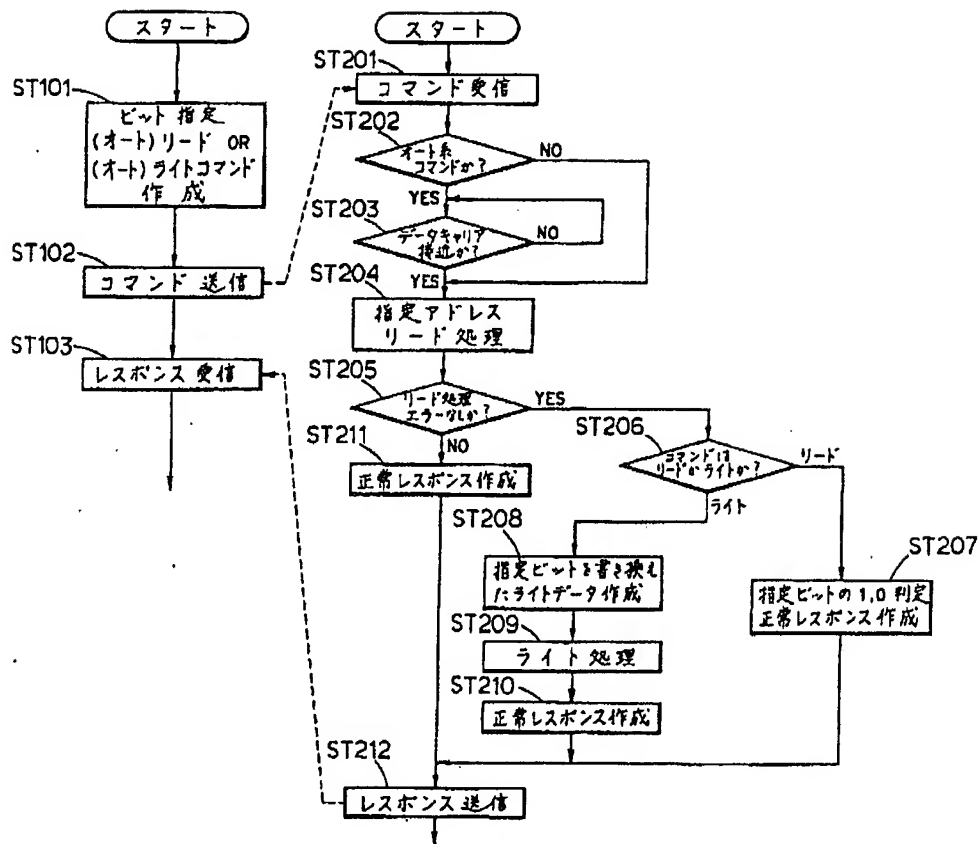 スタート
ST101
ビット指定
(オート)リード OR
(オート)ライトコマンド
作成
ST102
コマンド送信
ST103
レスポンス受信
スタート
ST201
コマンド受信
ST202
オート系
コマンドか?
NO
YES
ST203
データキャリア
接近か?
NO
YES
ST204
指定アドレス
リード処理
ST205
リード処理
エラーなしか?
YES
NO
ST211
正常レスポンス作成
ST206
コマンドは
リードかライトか?
リード
ライト
ST208
指定ビットを書き換え
たライトデータ作成
ST209
ライト処理
ST210
正常レスポンス作成
ST207
指定ビットの1,0判定
正常レスポンス作成
ST212
レスポンス送信